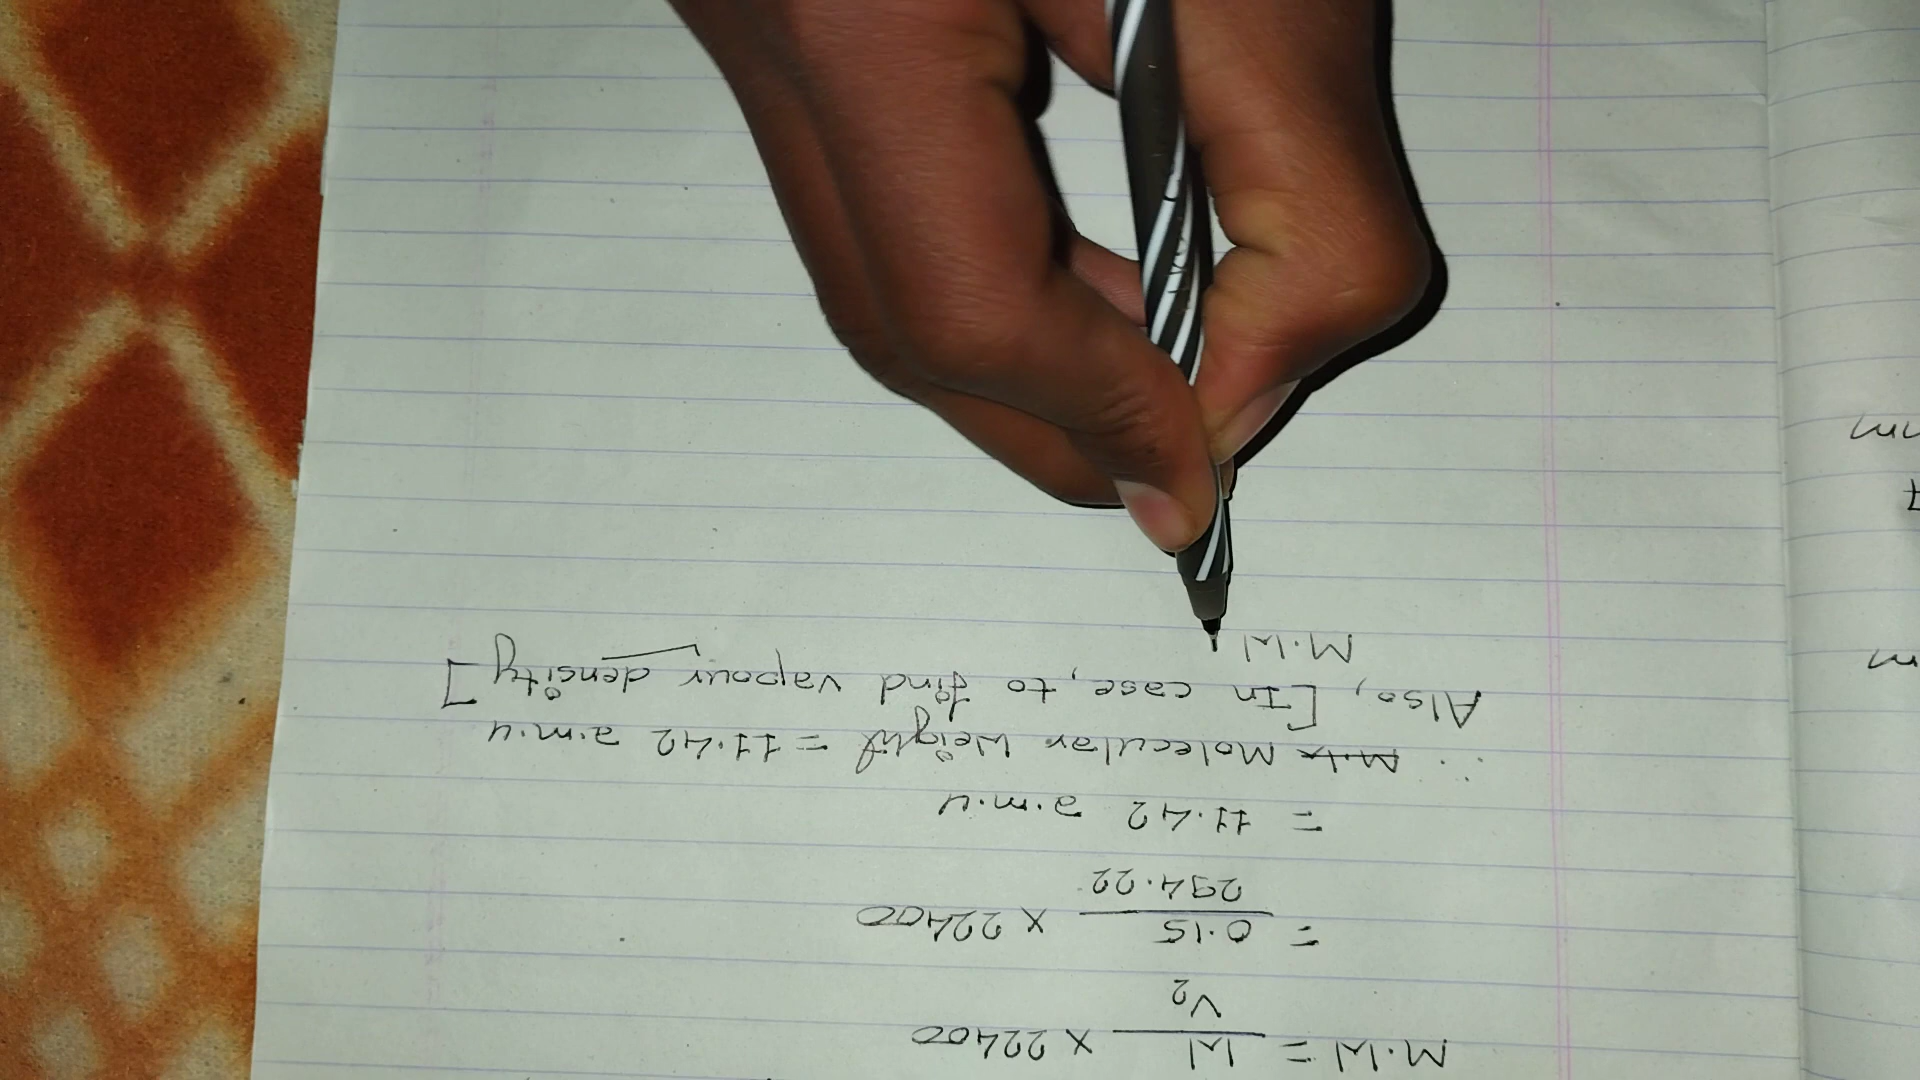 M.W = W/V2 × 22400
= 0.15/294.22 × 22400
= 11.42 a.m.u
∴ Molecular Weight = 11.42 a.m.u
Also, [In case, to find vapour density]
M.W